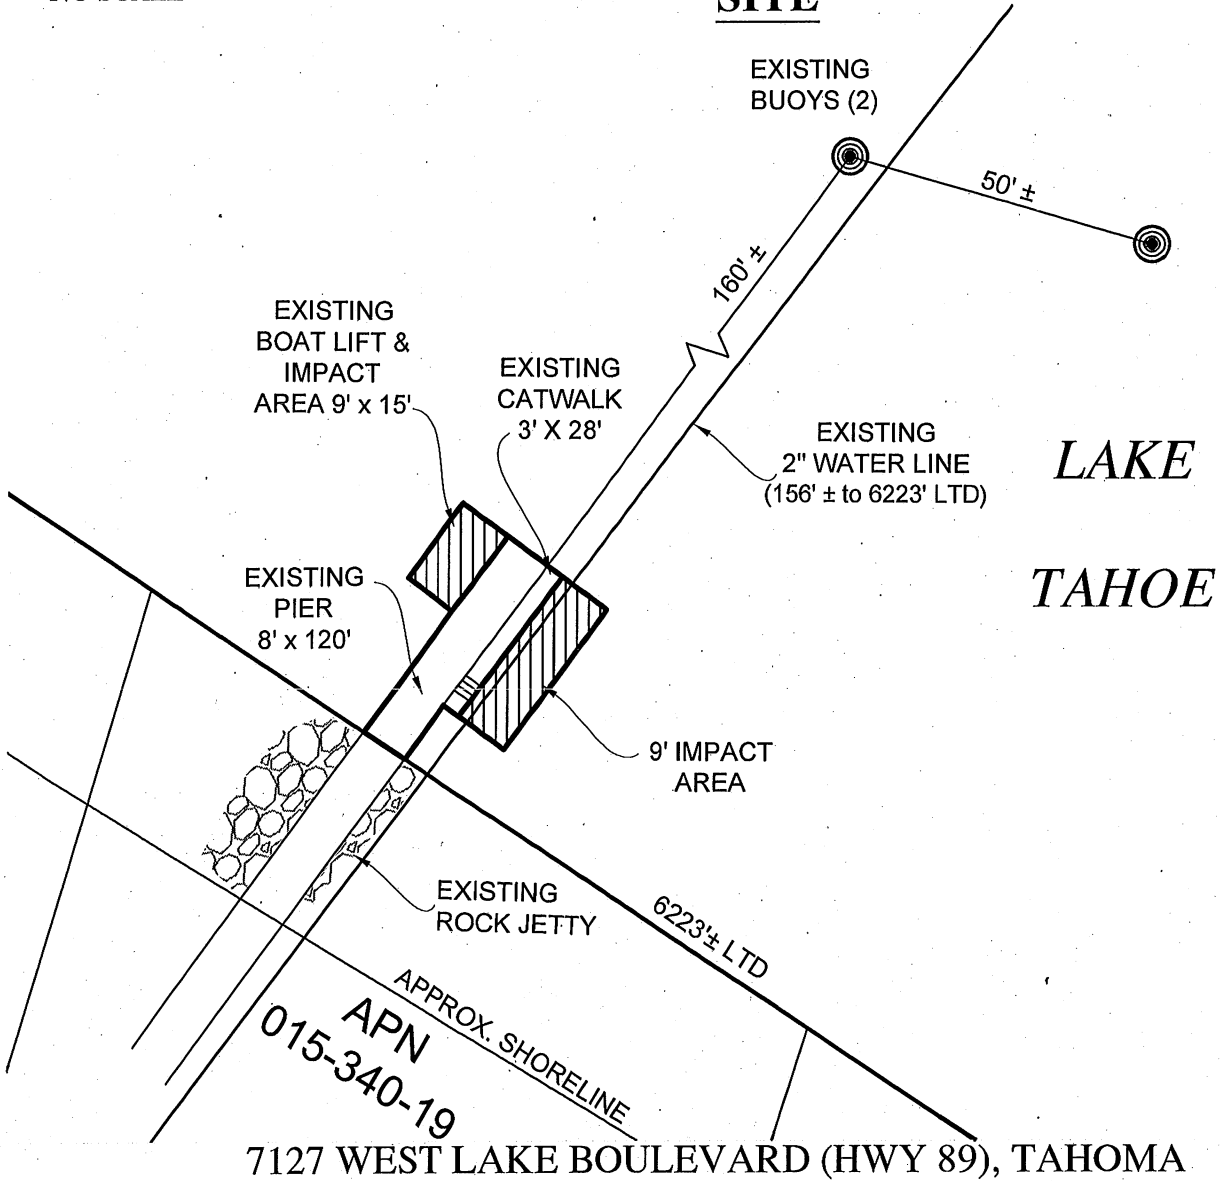 NO SCALE
SITE
EXISTING
BUOYS (2)
50' ±
160' ±
EXISTING
BOAT LIFT &
IMPACT
AREA 9' x 15'
EXISTING
CATWALK
3' X 28'
EXISTING
2" WATER LINE
(156' ± to 6223' LTD)
LAKE
TAHOE
EXISTING
PIER
8' x 120'
9' IMPACT
AREA
EXISTING
ROCK JETTY
6223'± LTD
APPROX. SHORELINE
APN
015-340-19
7127 WEST LAKE BOULEVARD (HWY 89), TAHOMA